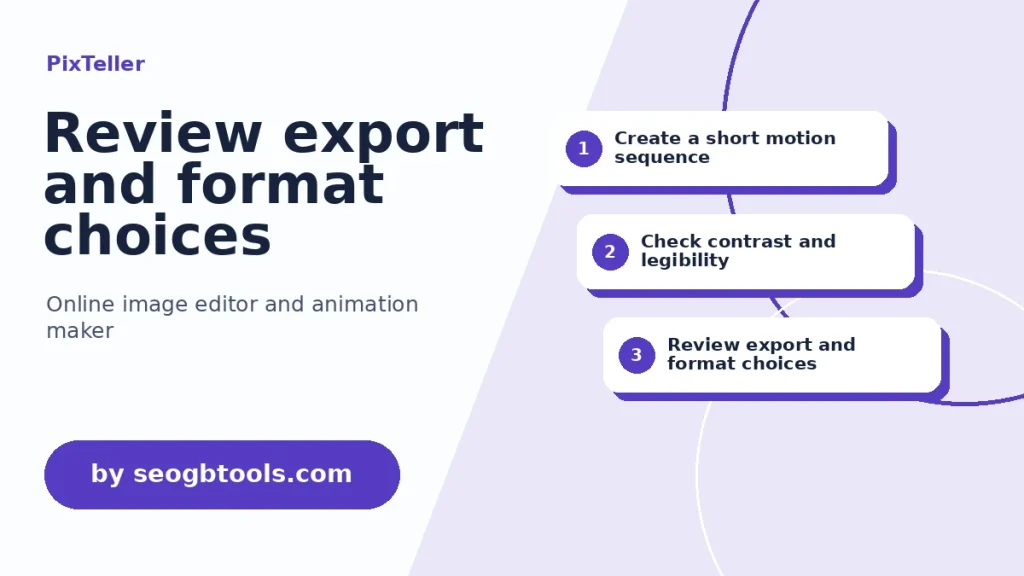 PixTeller
Review export
and format
choices
Online image editor and animation
maker
by seogbtools.com
1
Create a short motion
sequence
2
Check contrast and
legibility
3
Review export and
format choices